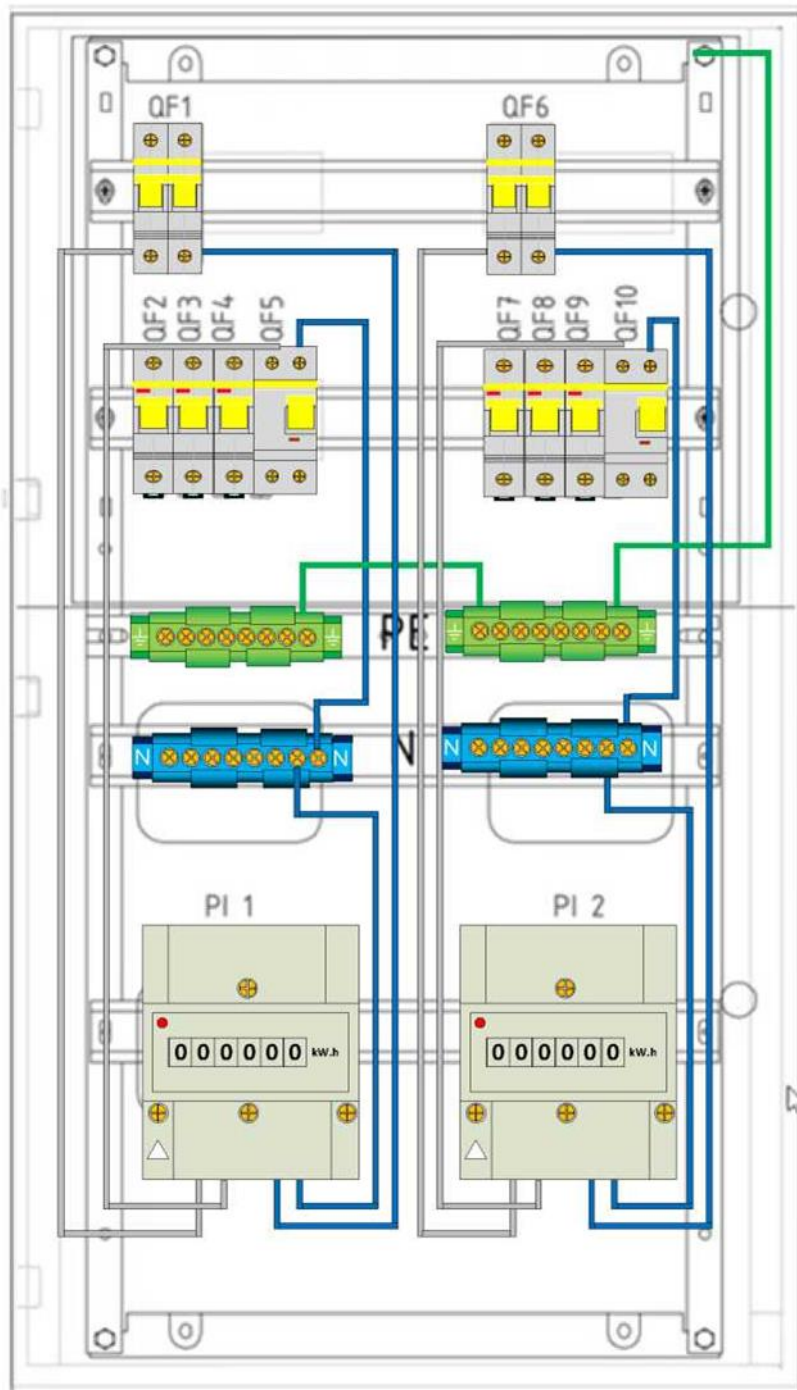 QF1 QF6
QF2 QF3 QF4 QF5 QF7 QF8 QF9 QF10
PE
N N N N N
PI 1 PI 2
000000 kW.h 000000 kW.h